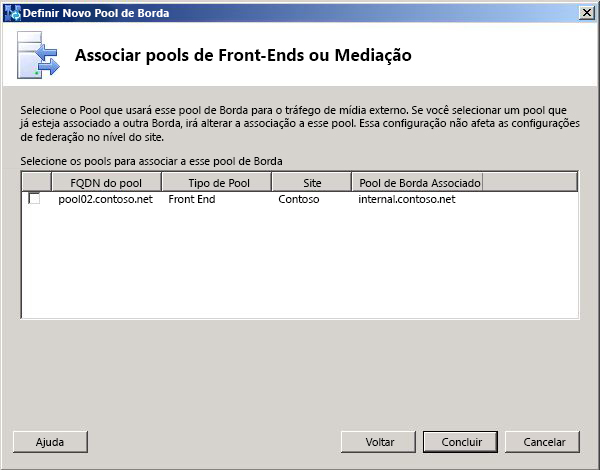 Definir Novo Pool de Borda
Associar pools de Front-Ends ou Mediação
Selecione o Pool que usará esse pool de Borda para o tráfego de mídia externo. Se você selecionar um pool que
já esteja associado a outra Borda, irá alterar a associação a esse pool. Essa configuração não afeta as configurações
de federação no nível do site.
Selecione os pools para associar a esse pool de Borda
FQDN do pool Tipo de Pool Site Pool de Borda Associado
pool02.contoso.net Front End Contoso internal.contoso.net
Ajuda Voltar Concluir Cancelar